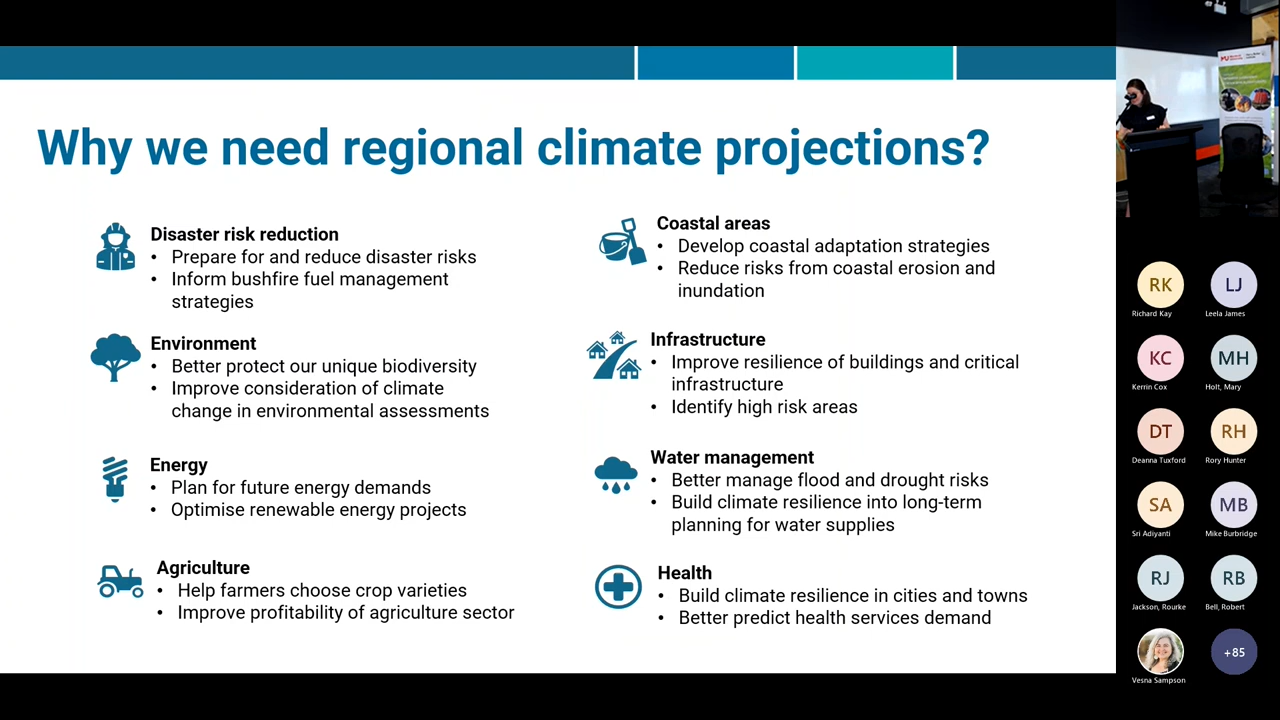 Why we need regional climate projections?
Disaster risk reduction
• Prepare for and reduce disaster risks
• Inform bushfire fuel management
strategies
Environment
• Better protect our unique biodiversity
• Improve consideration of climate
change in environmental assessments
Energy
• Plan for future energy demands
• Optimise renewable energy projects
Agriculture
• Help farmers choose crop varieties
• Improve profitability of agriculture sector
Coastal areas
• Develop coastal adaptation strategies
• Reduce risks from coastal erosion and
inundation
Infrastructure
• Improve resilience of buildings and critical
infrastructure
• Identify high risk areas
Water management
• Better manage flood and drought risks
• Build climate resilience into long-term
planning for water supplies
Health
• Build climate resilience in cities and towns
• Better predict health services demand
RK
Richard Kay
LJ
Leela James
KC
Kerrin Cox
MH
Holt, Mary
DT
Deanna Tuxford
RH
Rory Hunter
SA
Sri Adiyanti
MB
Mike Burbridge
RJ
Jackson, Rourke
RB
Bell, Robert
Vesna Sampson
+85